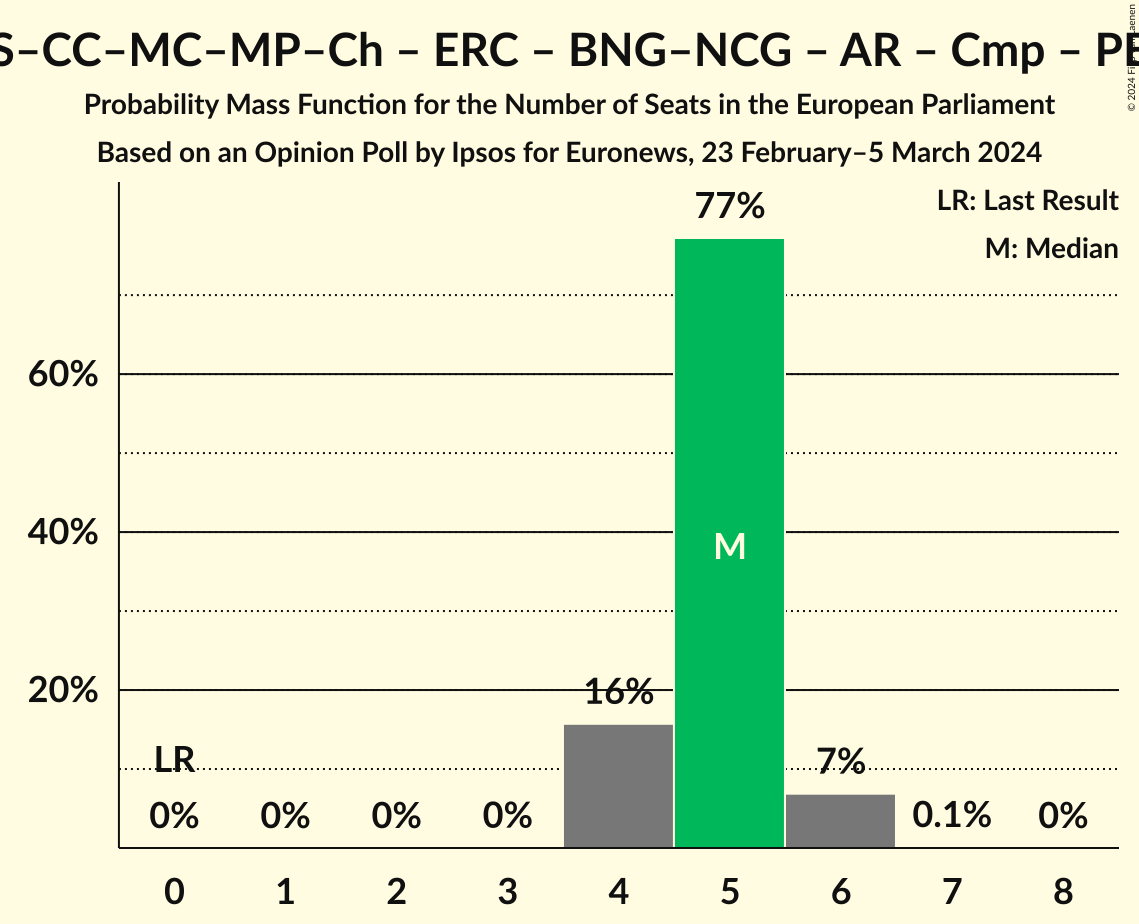 S–CC–MC–MP–Ch – ERC – BNG–NCG – AR – Cmp –
Probability Mass Function for the Number of Seats in the European Parliament
Based on an Opinion Poll by Ipsos for Euronews, 23 February–5 March 2024
LR: Last Result
M: Median
77%
60%
40%
M
20%
16%
LR
7%
0% 0% 0% 0% 0.1% 0%
0 1 2 3 4 5 6 7 8
© 2024